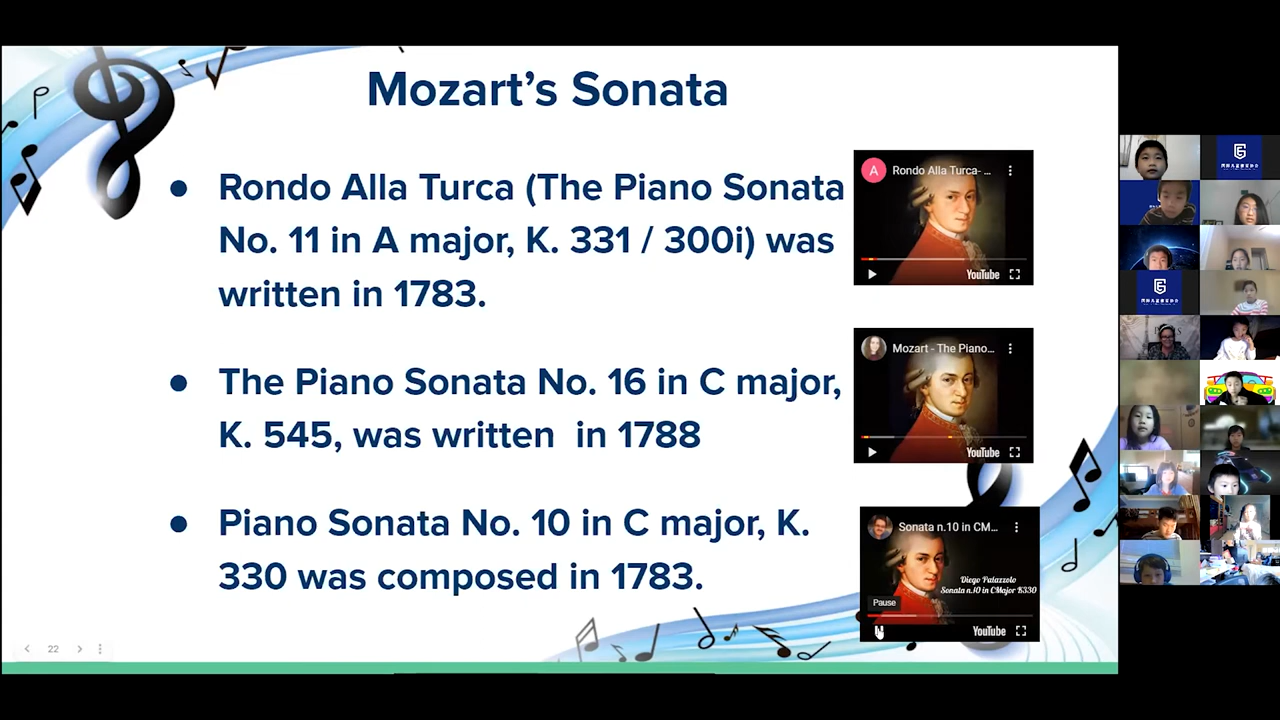 Mozart's Sonata
● Rondo Alla Turca (The Piano Sonata
No. 11 in A major, K. 331 / 300i) was
written in 1783.
● The Piano Sonata No. 16 in C major,
K. 545, was written in 1788
● Piano Sonata No. 10 in C major, K.
330 was composed in 1783.
A Rondo Alla Turca- ...
YouTube
Mozart - The Piano...
YouTube
Sonata n.10 in CM...
Diego Palazzolo
Sonata n.10 in CMajor K330
Pause
YouTube
22